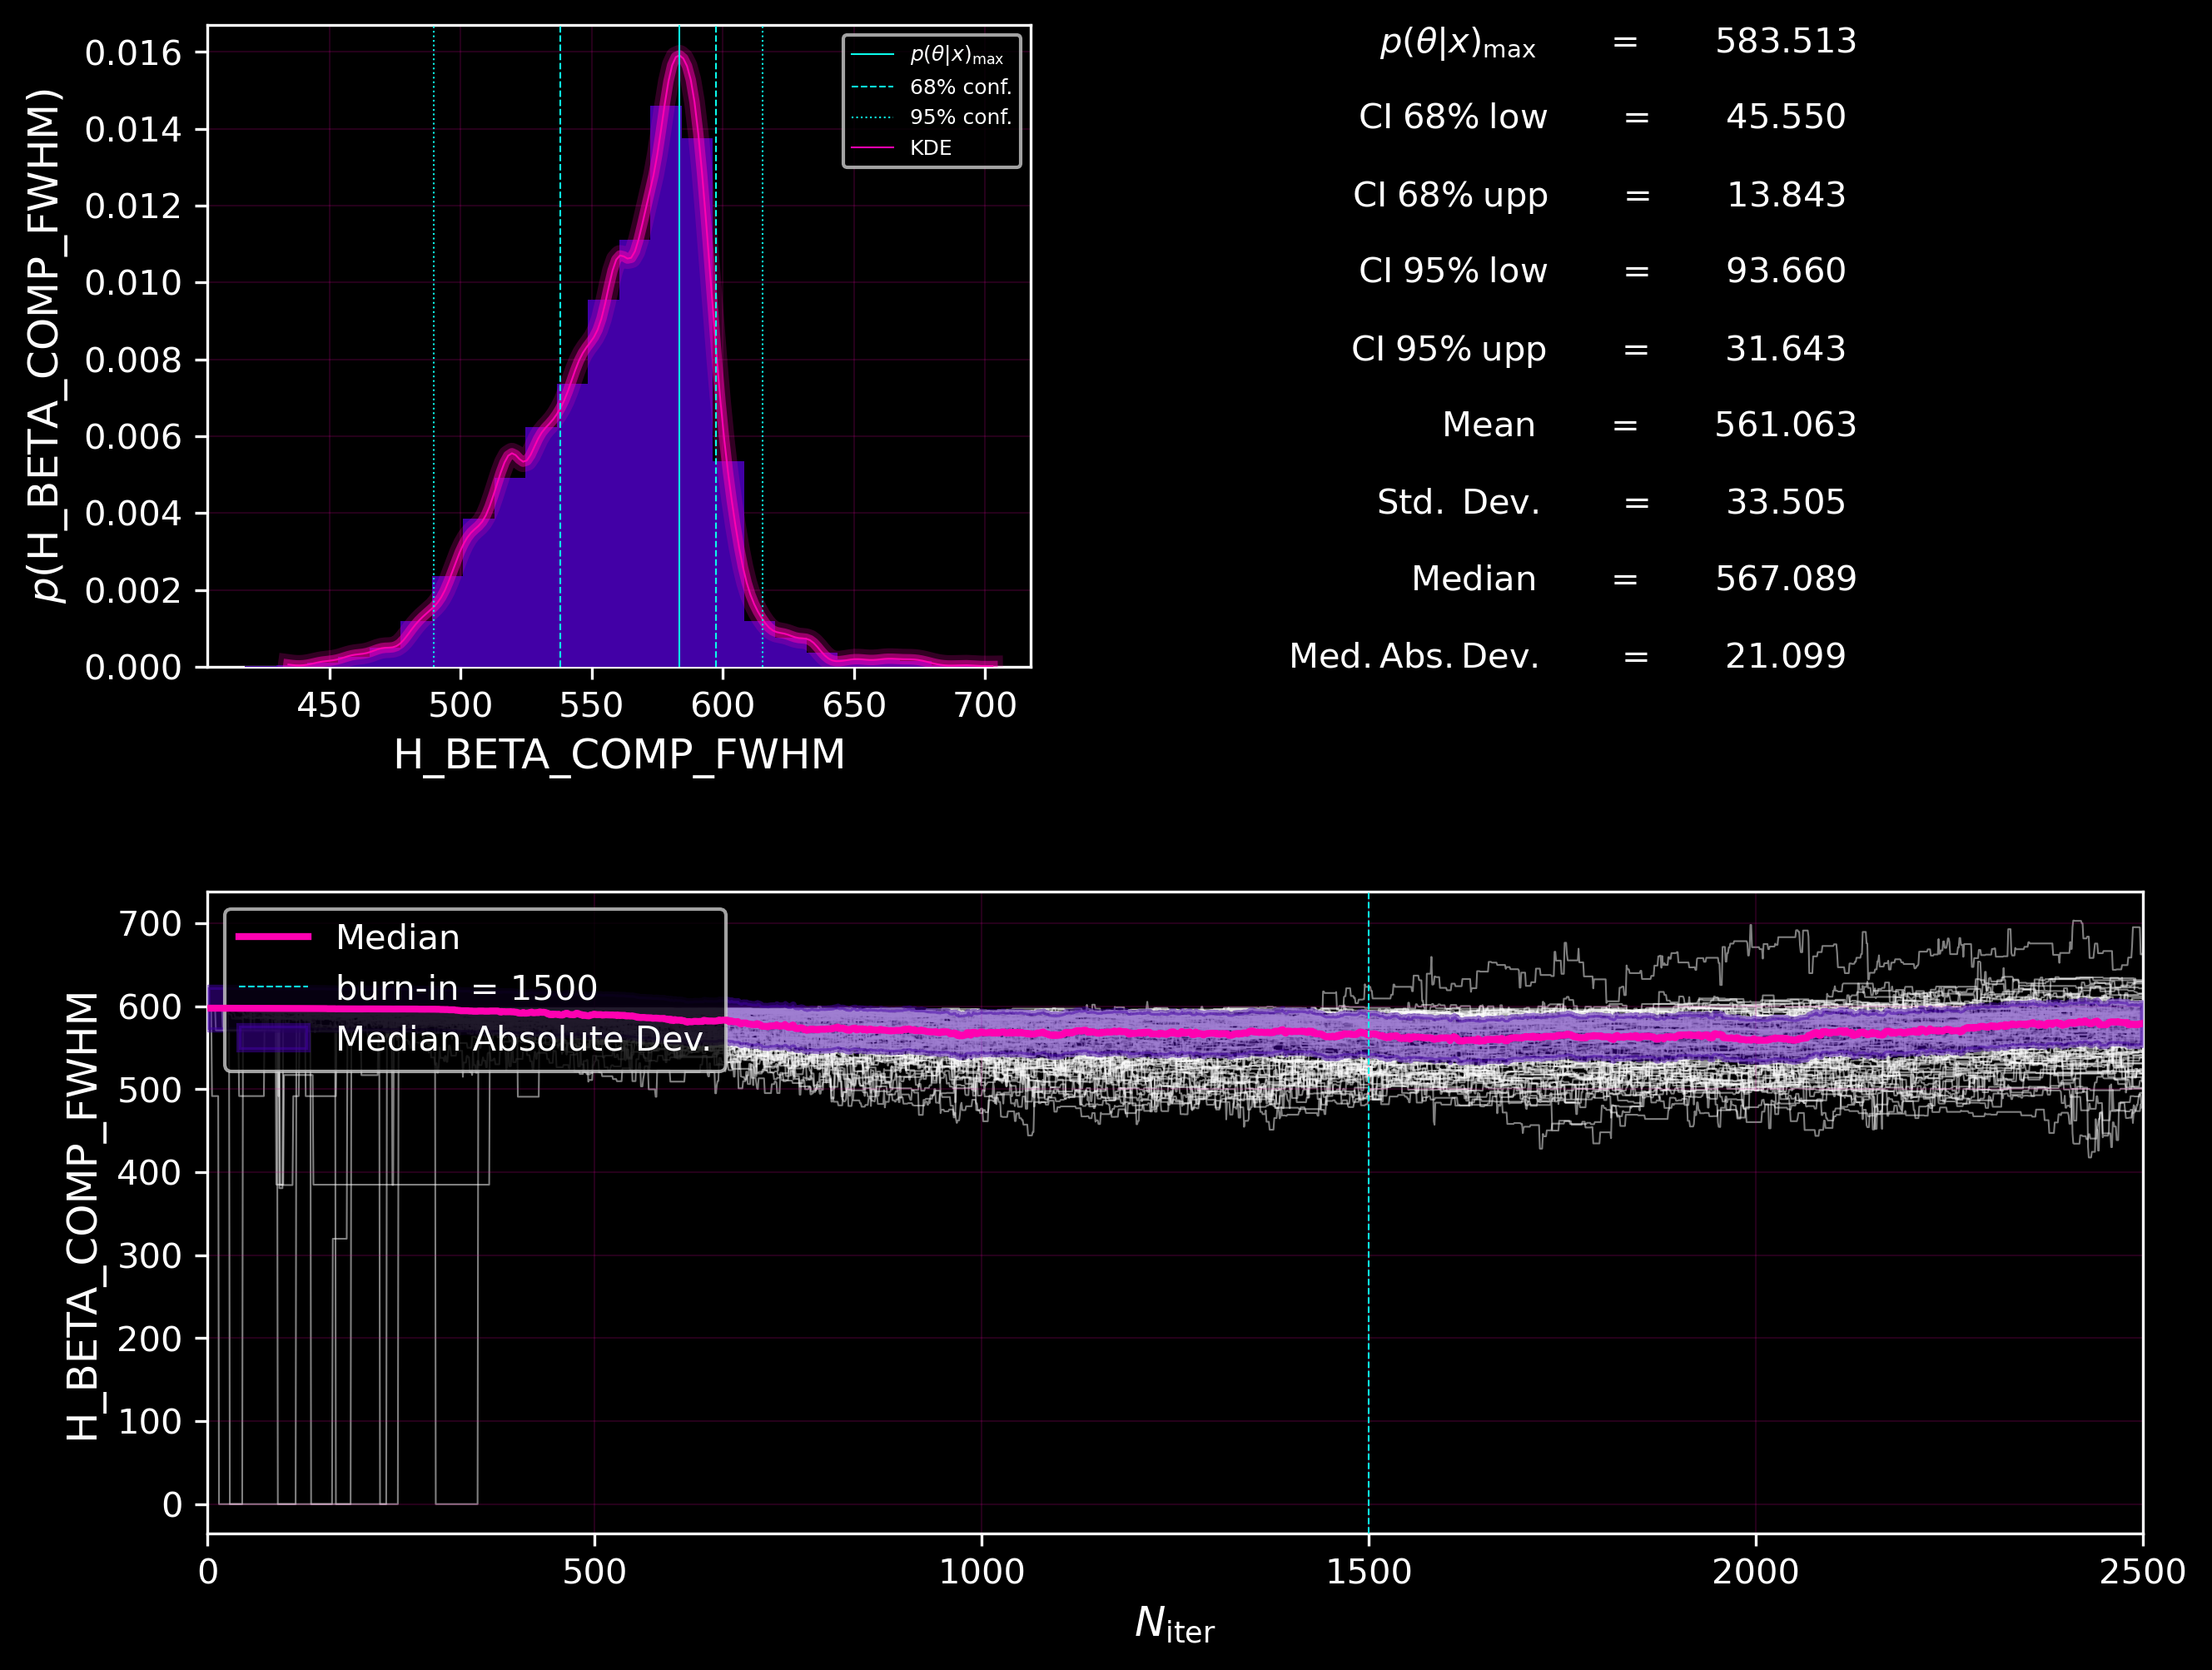 0.016
0.014
0.012
0.010
0.008
0.006
0.004
0.002
0.000
p(H_BETA_COMP_FWHM)
450 500 550 600 650 700
H_BETA_COMP_FWHM
p(θ|x)max
68% conf.
95% conf.
KDE
p(θ|x)max = 583.513
CI 68% low = 45.550
CI 68% upp = 13.843
CI 95% low = 93.660
CI 95% upp = 31.643
Mean = 561.063
Std. Dev. = 33.505
Median = 567.089
Med. Abs. Dev. = 21.099
700
600
500
400
300
200
100
0
H_BETA_COMP_FWHM
Median
burn-in = 1500
Median Absolute Dev.
0 500 1000 1500 2000 2500
Niter